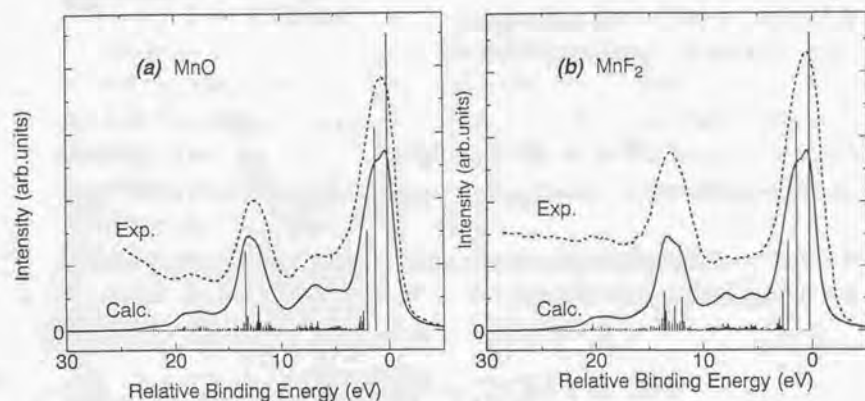 (a) MnO
Intensity (arb.units)
Exp.
Calc.
0
30
20
10
0
Relative Binding Energy (eV)
(b) MnF2
Intensity (arb.units)
Exp.
Calc.
0
30
20
10
0
Relative Binding Energy (eV)